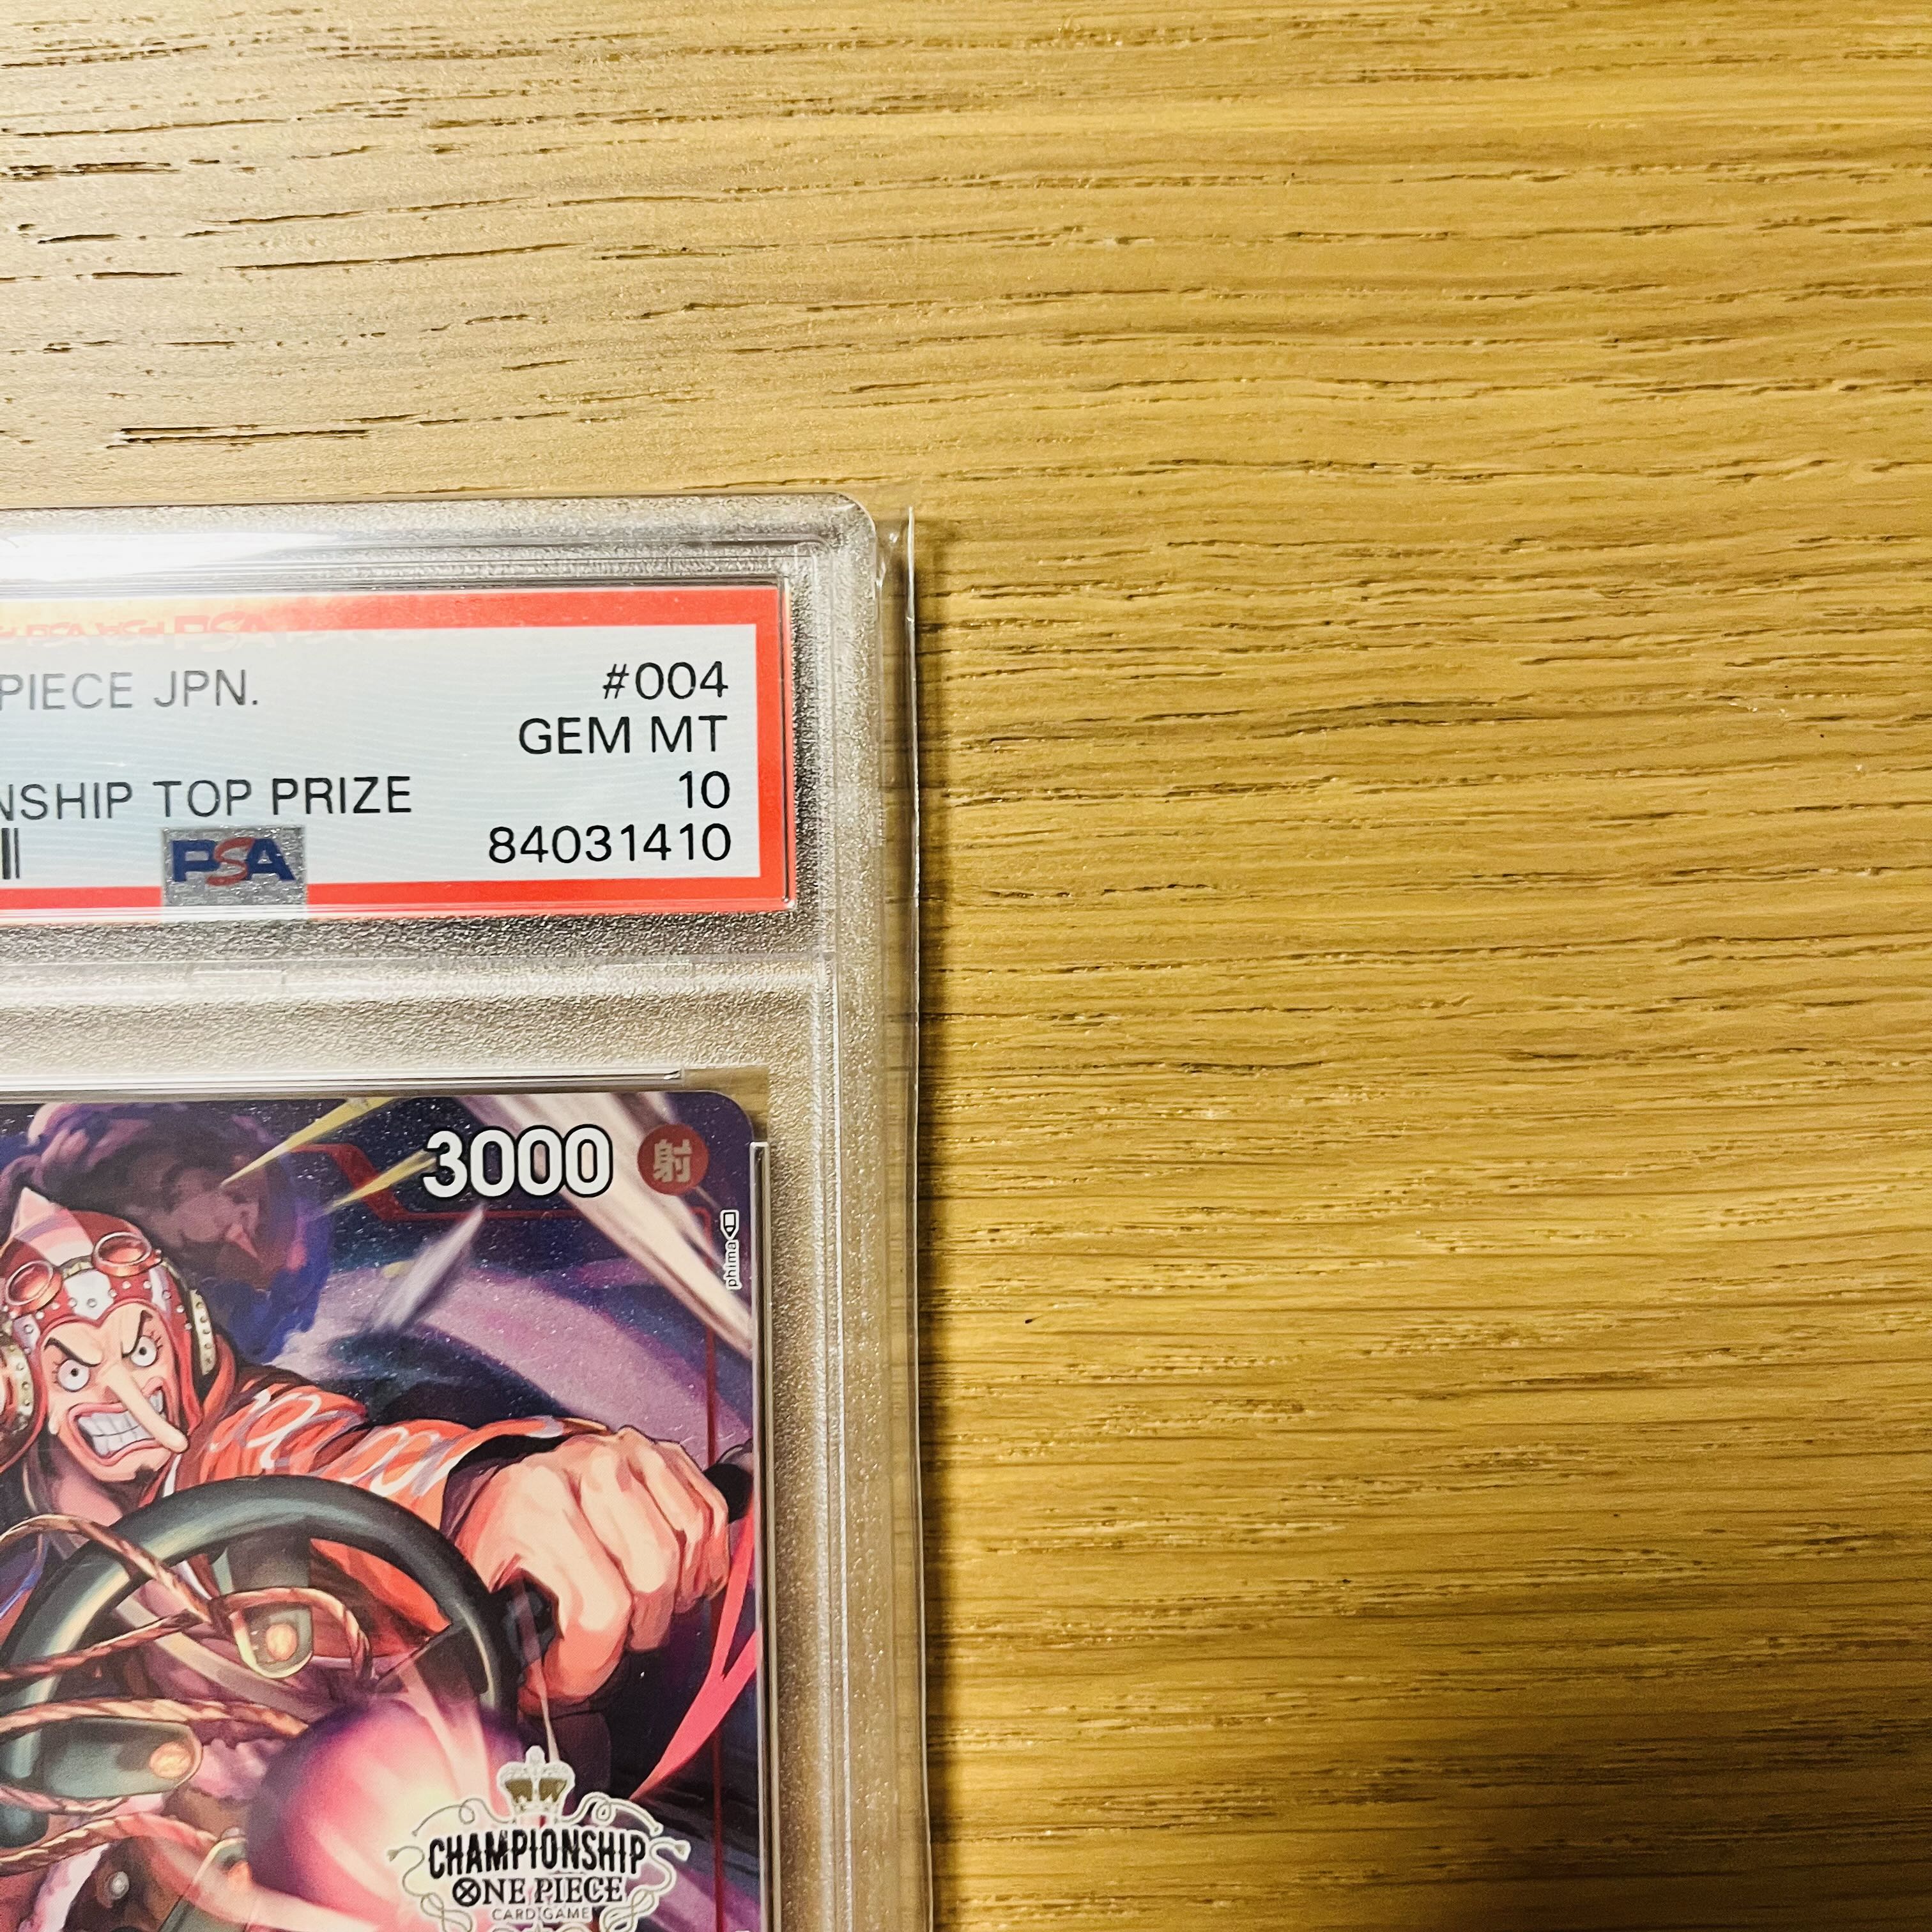 PIECE JPN. #004
GEM MT
NSHIP TOP PRIZE 10
PSA 84031410
3000 射
phima
CHAMPIONSHIP
ONE PIECE
CARD GAME